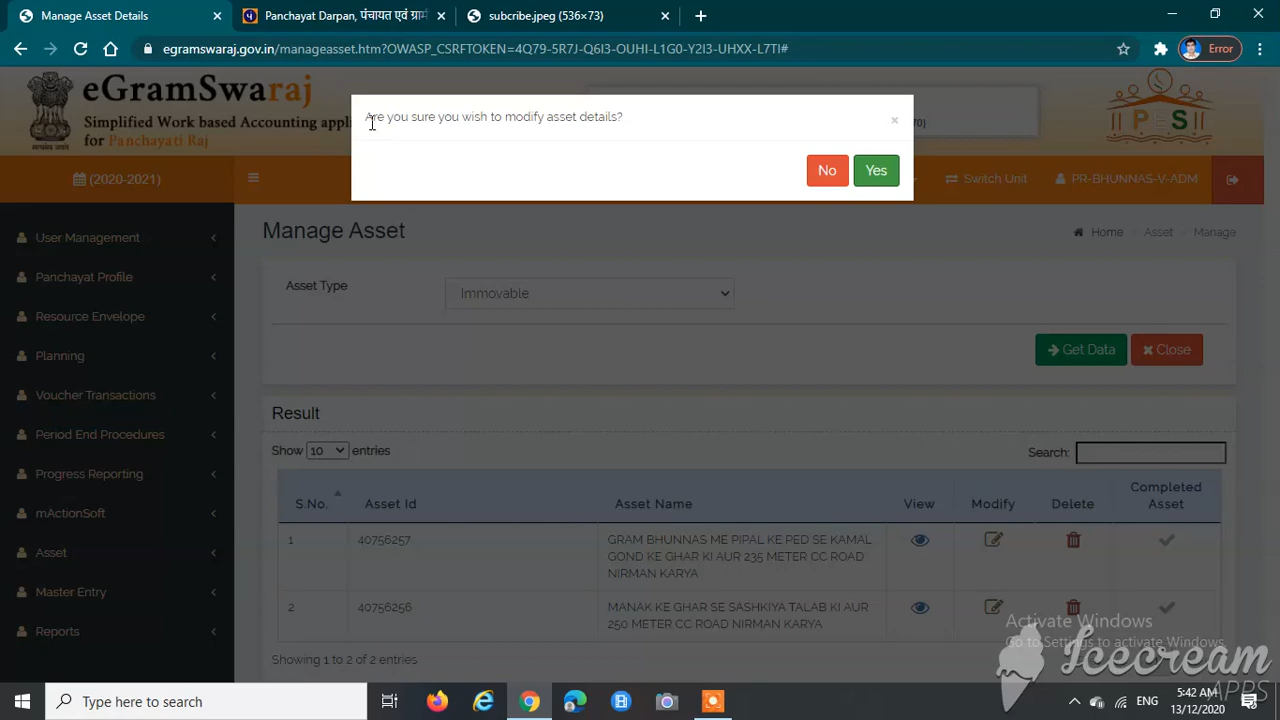 Manage Asset Details
Panchayat Darpan, पंचायत एवं ग्रामी
subcribe.jpeg (536×73)
egramswaraj.gov.in/manageasset.htm?OWASP_CSRFTOKEN=4Q79-5R7J-Q6I3-OUHI-L1G0-Y2I3-UHXX-L7TI#
Error
eGramSwaraj
Simplified Work based Accounting appl
for Panchayati Raj
70)
PES
Are you sure you wish to modify asset details?
×
No
Yes
(2020-2021)
Switch Unit
PR-BHUNNAS-V-ADM
User Management
Panchayat Profile
Resource Envelope
Planning
Voucher Transactions
Period End Procedures
Progress Reporting
mActionSoft
Asset
Master Entry
Reports
Manage Asset
Home / Asset / Manage
Asset Type
Immovable
Get Data
Close
Result
Show 10 entries
Search:
S.No. Asset Id Asset Name View Modify Delete Completed Asset
1 40756257 GRAM BHUNNAS ME PIPAL KE PED SE KAMAL
GOND KE GHAR KI AUR 235 METER CC ROAD
NIRMAN KARYA
2 40756256 MANAK KE GHAR SE SASHKIYA TALAB KI AUR
250 METER CC ROAD NIRMAN KARYA
Showing 1 to 2 of 2 entries
Activate Windows
Go to Settings to activate Windows.
Icecream
APPS
Type here to search
ENG
5:42 AM
13/12/2020